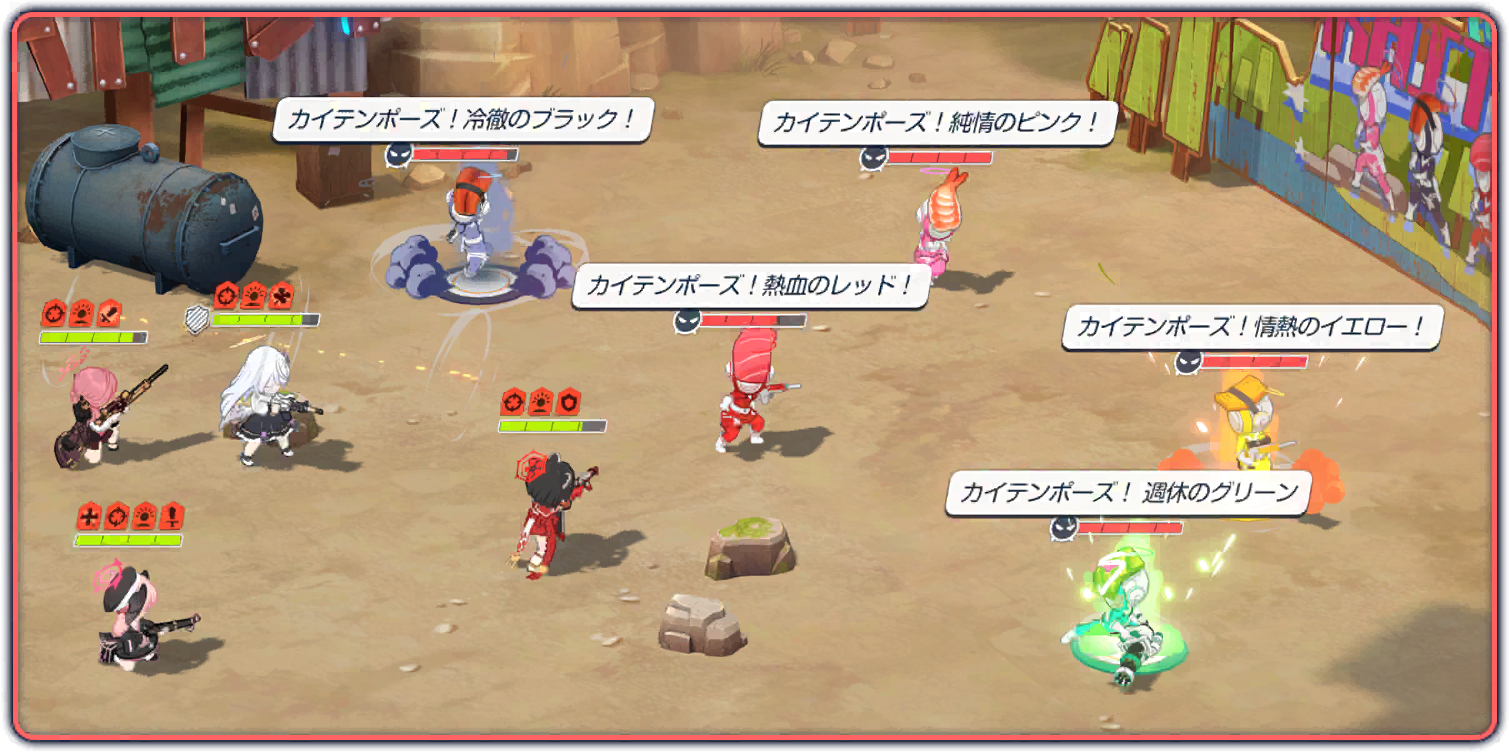 カイテンポーズ！冷徹のブラック！
カイテンポーズ！純情のピンク！
カイテンポーズ！熱血のレッド！
カイテンポーズ！情熱のイエロー！
カイテンポーズ！ 週休のグリーン